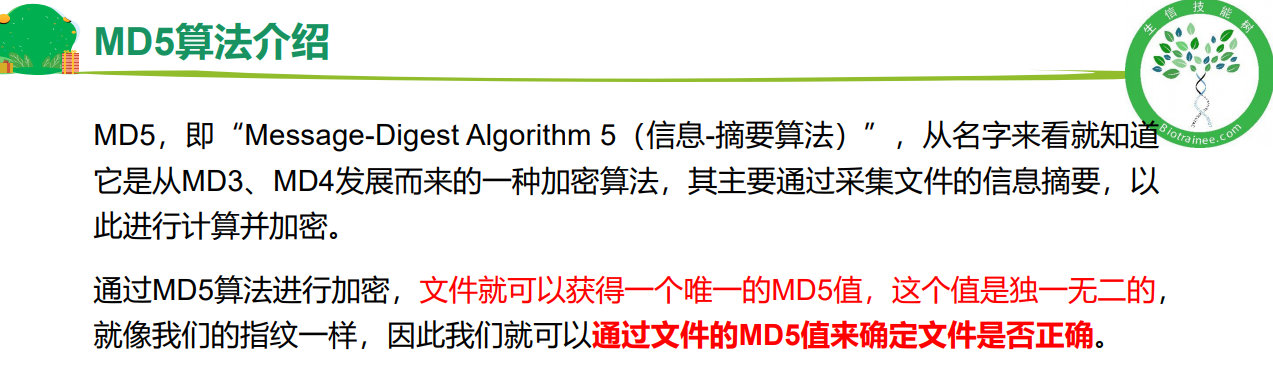 MD5算法介绍
生信技能树
Biotrainee.com
MD5，即“Message-Digest Algorithm 5（信息-摘要算法）”，从名字来看就知道
它是从MD3、MD4发展而来的一种加密算法，其主要通过采集文件的信息摘要，以
此进行计算并加密。
通过MD5算法进行加密，文件就可以获得一个唯一的MD5值，这个值是独一无二的，
就像我们的指纹一样，因此我们就可以通过文件的MD5值来确定文件是否正确。